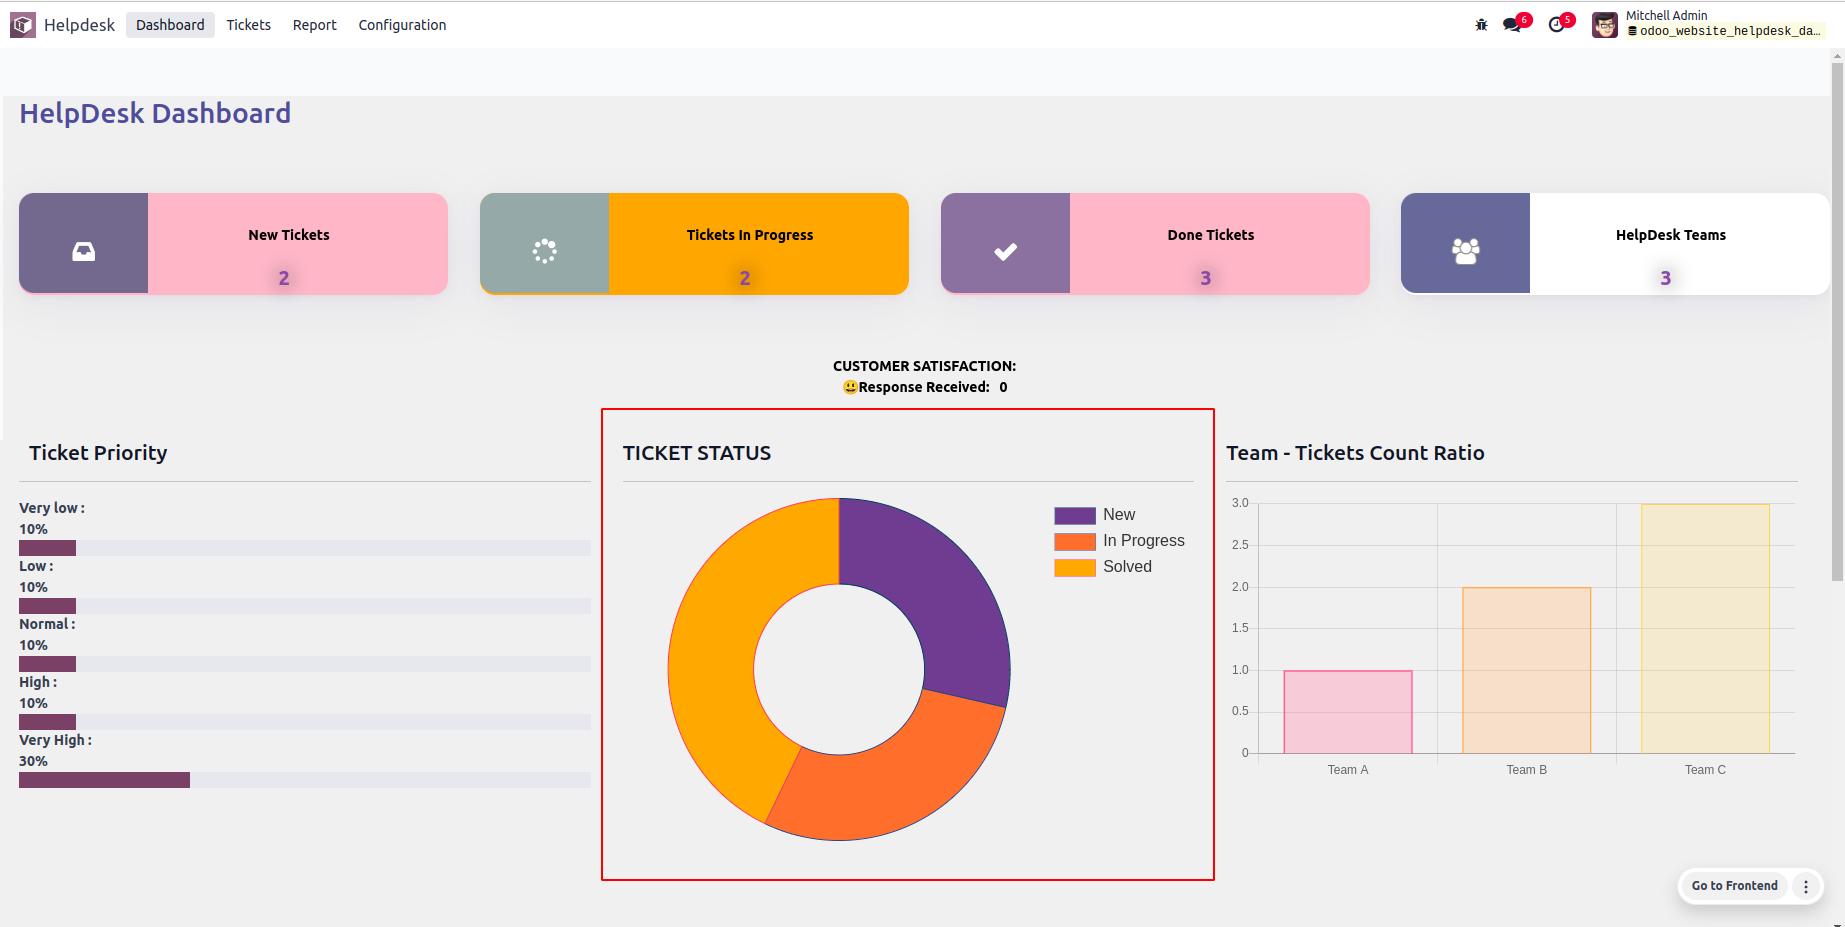 Helpdesk Dashboard Tickets Report Configuration
6
5
Mitchell Admin
odoo_website_helpdesk_da...
HelpDesk Dashboard
New Tickets
2
Tickets In Progress
2
Done Tickets
3
HelpDesk Teams
3
CUSTOMER SATISFACTION:
😃Response Received: 0
Ticket Priority
Very low :
10%
Low :
10%
Normal :
10%
High :
10%
Very High :
30%
TICKET STATUS
New
In Progress
Solved
Team - Tickets Count Ratio
3.0
2.5
2.0
1.5
1.0
0.5
0
Team A Team B Team C
Go to Frontend